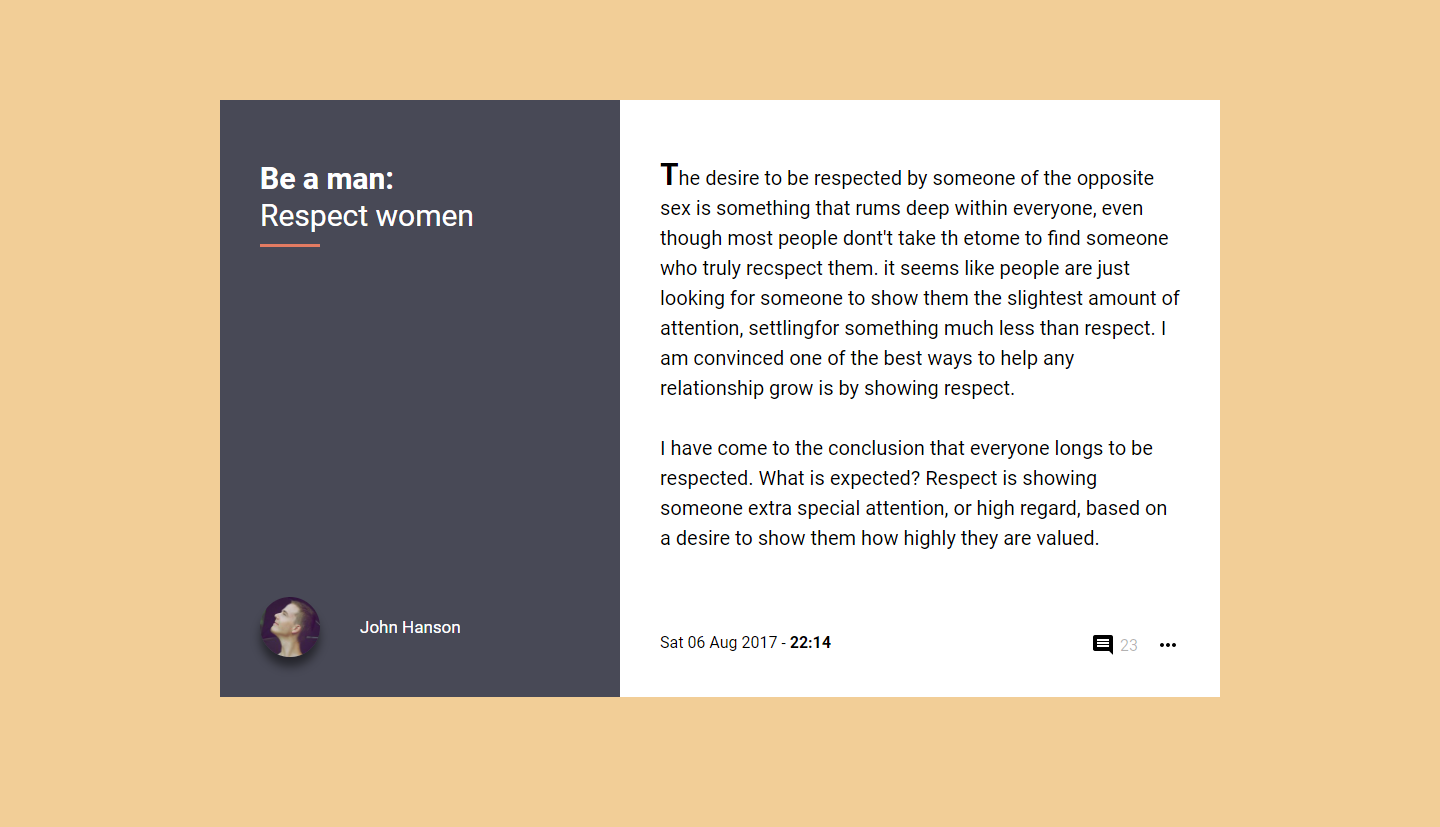 Be a man:
Respect women
John Hanson
The desire to be respected by someone of the opposite
sex is something that rums deep within everyone, even
though most people dont't take th etome to find someone
who truly recspect them. it seems like people are just
looking for someone to show them the slightest amount of
attention, settlingfor something much less than respect. I
am convinced one of the best ways to help any
relationship grow is by showing respect.
I have come to the conclusion that everyone longs to be
respected. What is expected? Respect is showing
someone extra special attention, or high regard, based on
a desire to show them how highly they are valued.
Sat 06 Aug 2017 - 22:14
23